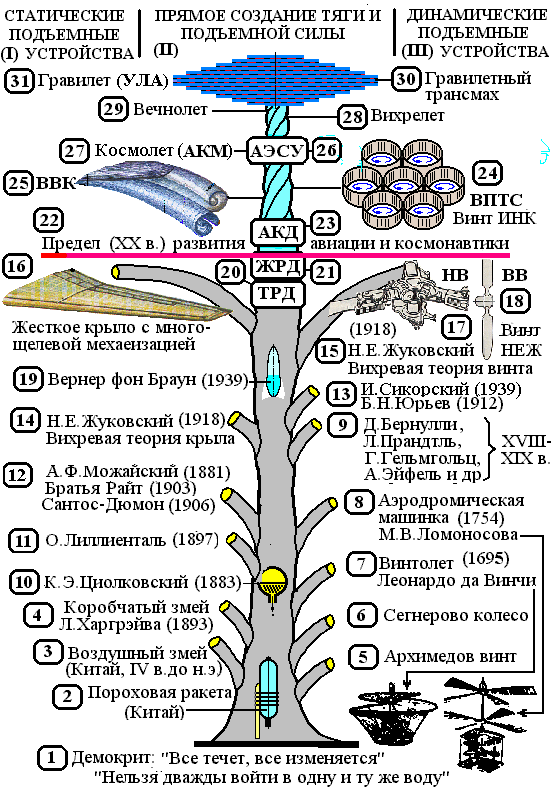 СТАТИЧЕСКИЕ ПОДЪЕМНЫЕ (I) УСТРОЙСТВА
ПРЯМОЕ СОЗДАНИЕ ТЯГИ И (II) ПОДЪЕМНОЙ СИЛЫ
ДИНАМИЧЕСКИЕ ПОДЪЕМНЫЕ (III) УСТРОЙСТВА
31 Гравилет (УЛА)
30 Гравилетный
трансмах
29 Вечнолет
28 Вихрелет
27 Космолет (АКМ)
АЭСУ 26
25 ВВК
24
ВПТС
Винт ИНК
22
23
АКД
Предел (XX в.) развития авиации и космонавтики
16
20
ЖРД 21
ТРД
НВ
ВВ
18
17
Винт
НЕЖ
Жесткое крыло с много-
щелевой мехаеизацией
(1918)
15 Н.Е.Жуковский
Вихревая теория винта
19 Вернер фон Браун (1939)
13 И.Сикорский (1939)
Б.Н.Юрьев (1912)
14 Н.Е.Жуковский (1918)
Вихревая теория крыла
9 Д.Бернулли,
Л.Прандтль,
Г.Гельмгольц,
А.Эйфель и др.
XVIII-
XIX в.
12 А.Ф.Можайский (1881)
Братья Райт (1903)
Сантос-Дюмон (1906)
8 Аэродромическая
машинка (1754)
М.В.Ломоносова
11 О.Лиллиенталь (1897)
7 Винтолет (1695)
Леонардо да Винчи
10 К.Э.Циолковский (1883)
4 Коробчатый змей
Л.Харгрэйва (1893)
6 Сегнерово колесо
3 Воздушный змей
(Китай, IV в.до н.э)
5 Архимедов винт
2 Пороховая ракета
(Китай)
1 Демокрит: "Все течет, все изменяется"
"Нельзя дважды войти в одну и ту же воду"